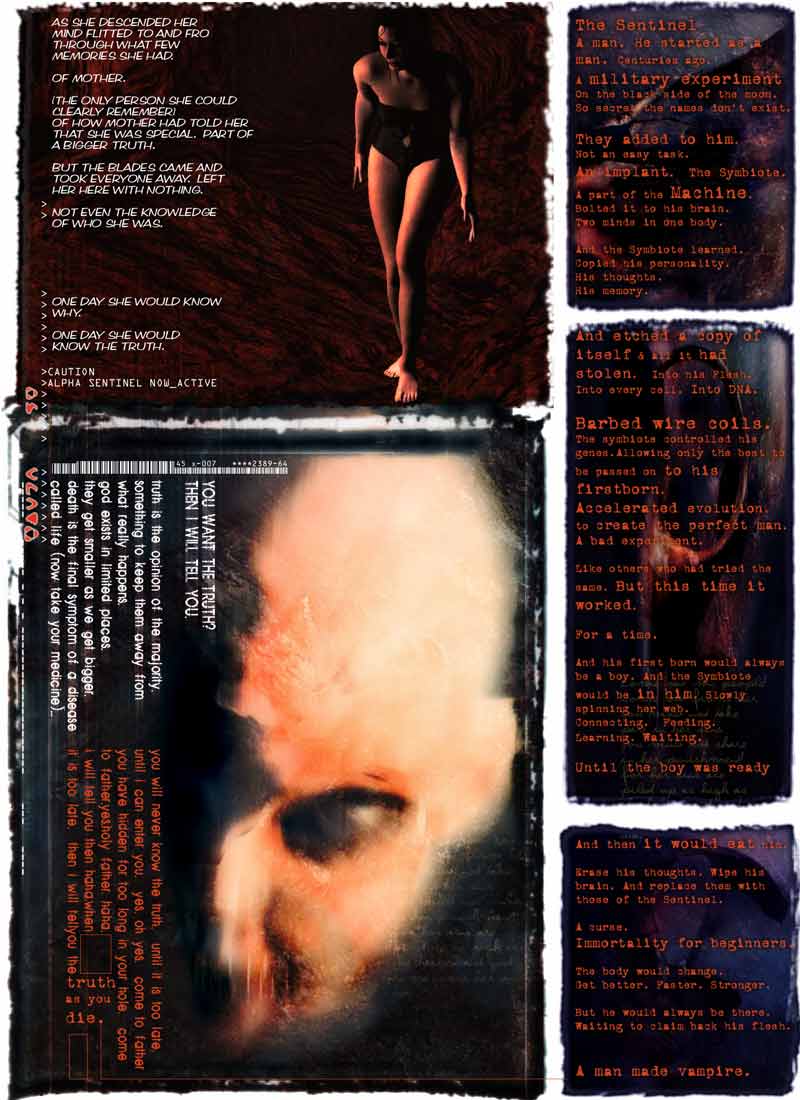 AS SHE DESCENDED HER
MIND FLITTED TO AND FRO
THROUGH WHAT FEW
MEMORIES SHE HAD.
OF MOTHER.
(THE ONLY PERSON SHE COULD
CLEARLY REMEMBER)
OF HOW MOTHER HAD TOLD HER
THAT SHE WAS SPECIAL. PART OF
A BIGGER TRUTH.
BUT THE BLADES CAME AND
TOOK EVERYONE AWAY. LEFT
HER HERE WITH NOTHING.
>
> NOT EVEN THE KNOWLEDGE
OF WHO SHE WAS.
>
> ONE DAY SHE WOULD KNOW
> WHY.
>
> ONE DAY SHE WOULD
> KNOW THE TRUTH.
>
>CAUTION
>ALPHA SENTINEL NOW_ACTIVE
45 x-007 ****2389-64
YOU WANT THE TRUTH?
THEN I WILL TELL YOU.
truth is the opinion of the majority.
something to keep them away from
what really happens.
god exists in limited places.
they get smaller as we get bigger.
death is the final symptom of a disease
called life (now take your medicine)_
you will never know the truth. until it is too late.
until i can enter you. yes. oh yes. come to father
you have hidden for too long in your hole. come
to father.yesholy father. haha.
i will tell you then haha.when
it is too late. then i will tellyou the
truth
as you
die.
The Sentinel
A man. He started as a
man. Centuries ago.
A military experiment
On the black side of the moon.
So secret the names don't exist.
They added to him.
Not an easy task.
An implant. The Symbiote.
A part of the Machine.
Bolted it to his brain.
Two minds in one body.
And the Symbiote learned.
Copied his personality.
His thoughts.
His memory.
And etched a copy of
itself & all it had
stolen. Into his Flesh.
Into every cell. Into DNA.
Barbed wire coils.
The symbiote controlled his
genes.Allowing only the best to
be passed on to his
firstborn.
Accelerated evolution.
to create the perfect man.
A bad experiment.
Like others who had tried the
same. But this time it
worked.
For a time.
And his first born would always
be a boy. And the Symbiote
would be in him. Slowly
spinning her web.
Connecting. Feeding.
Learning. Waiting.
Until the boy was ready
And then it would eat him.
Erase his thoughts. Wipe his
brain. And replace them with
those of the Sentinel.
A curse.
Immortality for beginners.
The body would change.
Get better. Faster. Stronger.
But he would always be there.
Waiting to claim back his flesh.
A man made vampire.